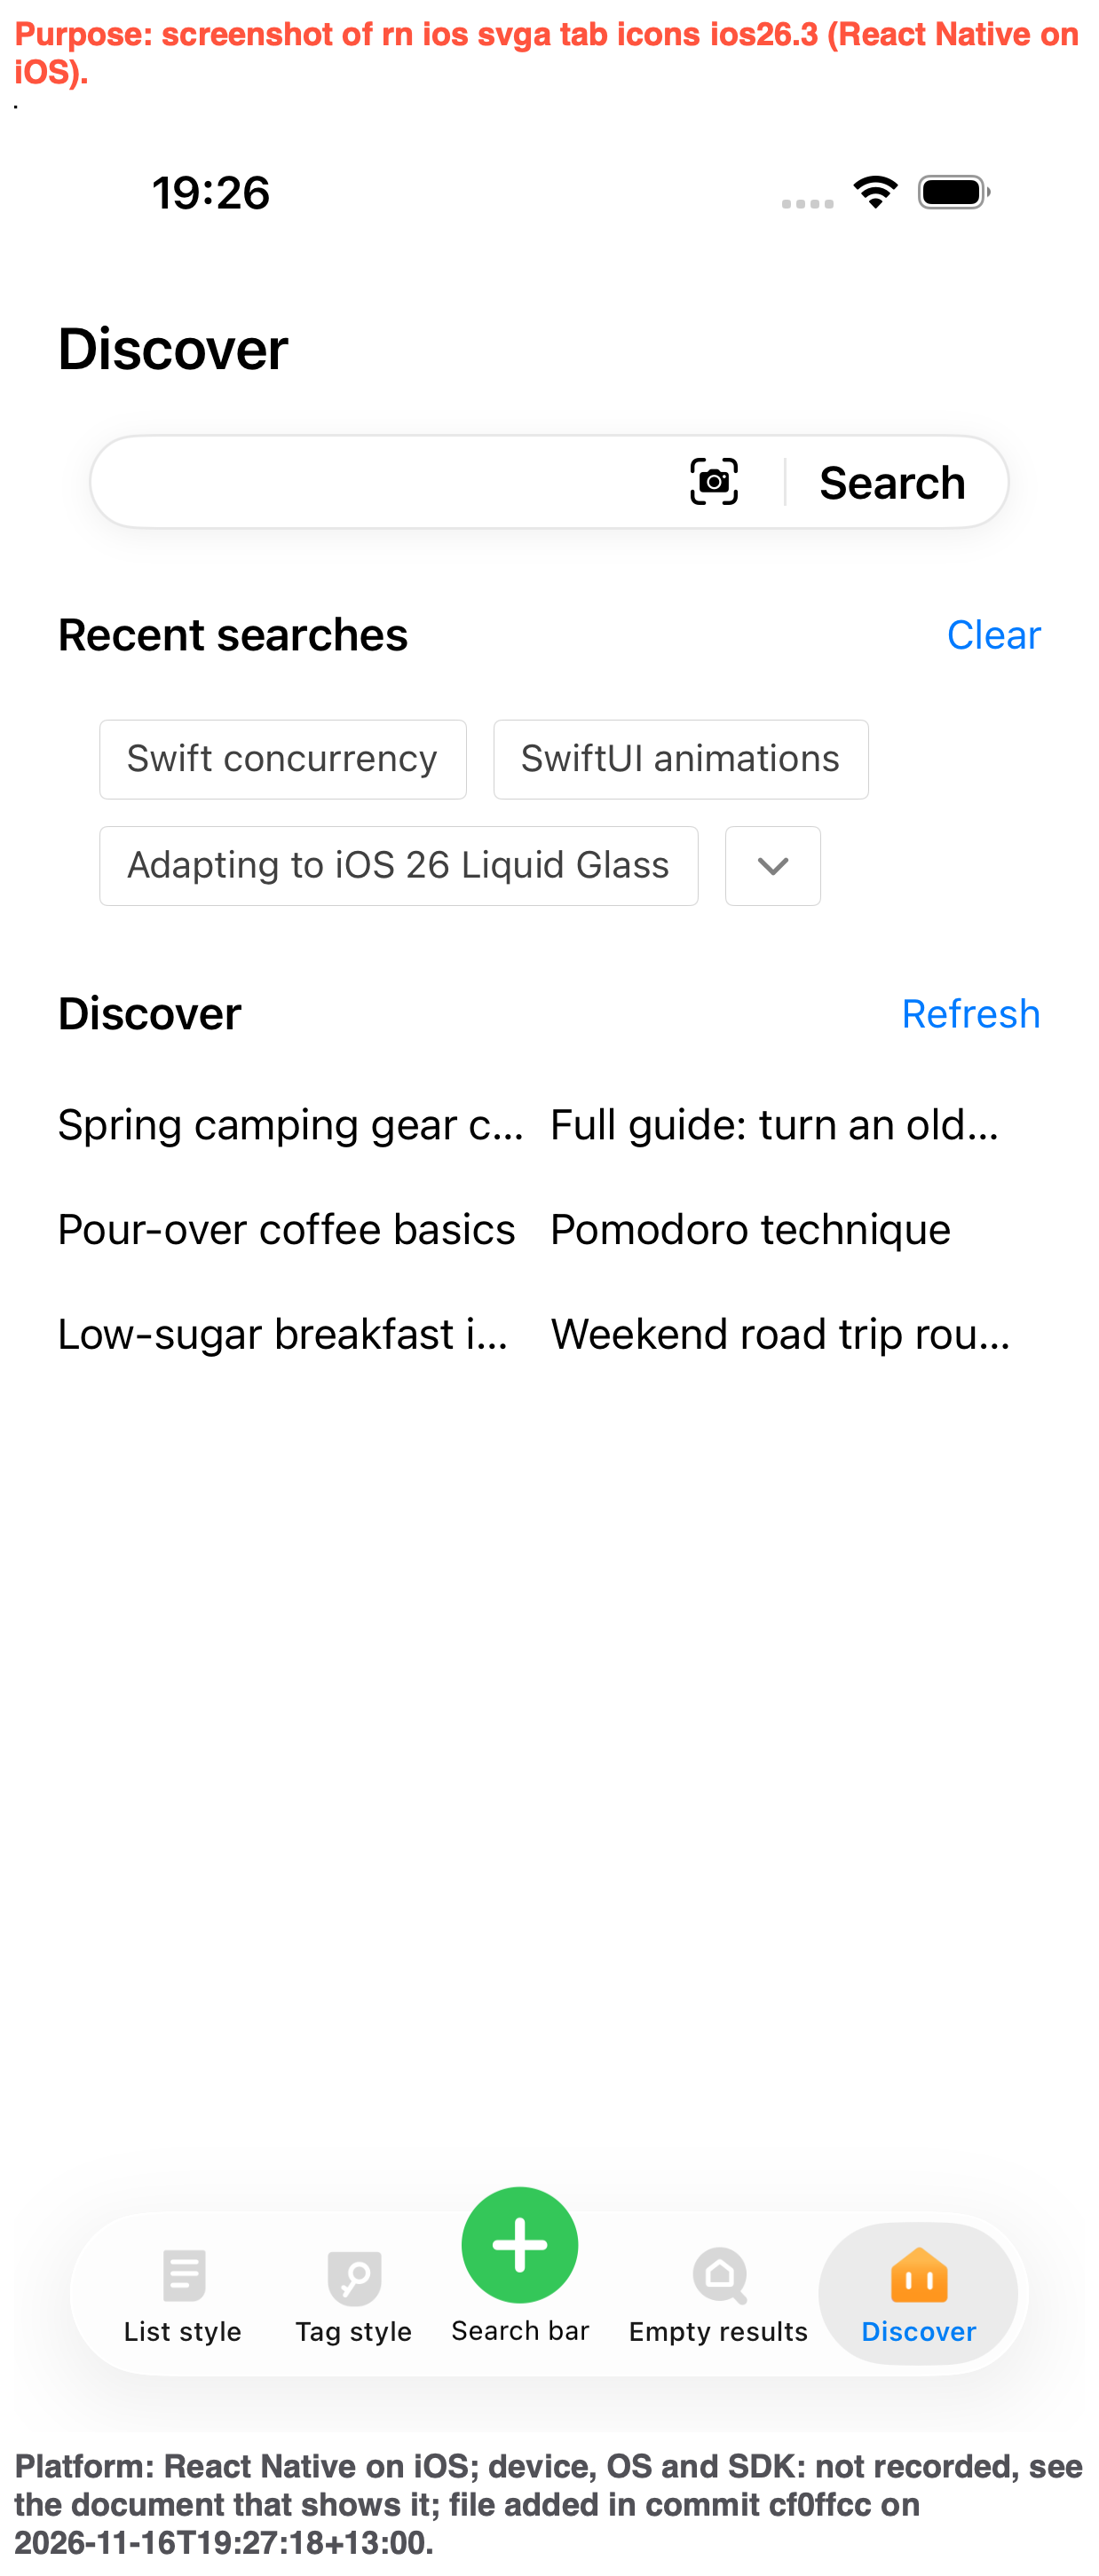 Purpose: screenshot of rn ios svga tab icons ios26.3 (React Native on
iOS).
.
19:26
Discover
Search
Recent searches
Clear
Swift concurrency
SwiftUI animations
Adapting to iOS 26 Liquid Glass
Discover
Refresh
Spring camping gear c...
Full guide: turn an old...
Pour-over coffee basics
Pomodoro technique
Low-sugar breakfast i...
Weekend road trip rou...
List style
Tag style
Search bar
Empty results
Discover
Platform: React Native on iOS; device, OS and SDK: not recorded, see
the document that shows it; file added in commit cf0ffcc on
2026-11-16T19:27:18+13:00.